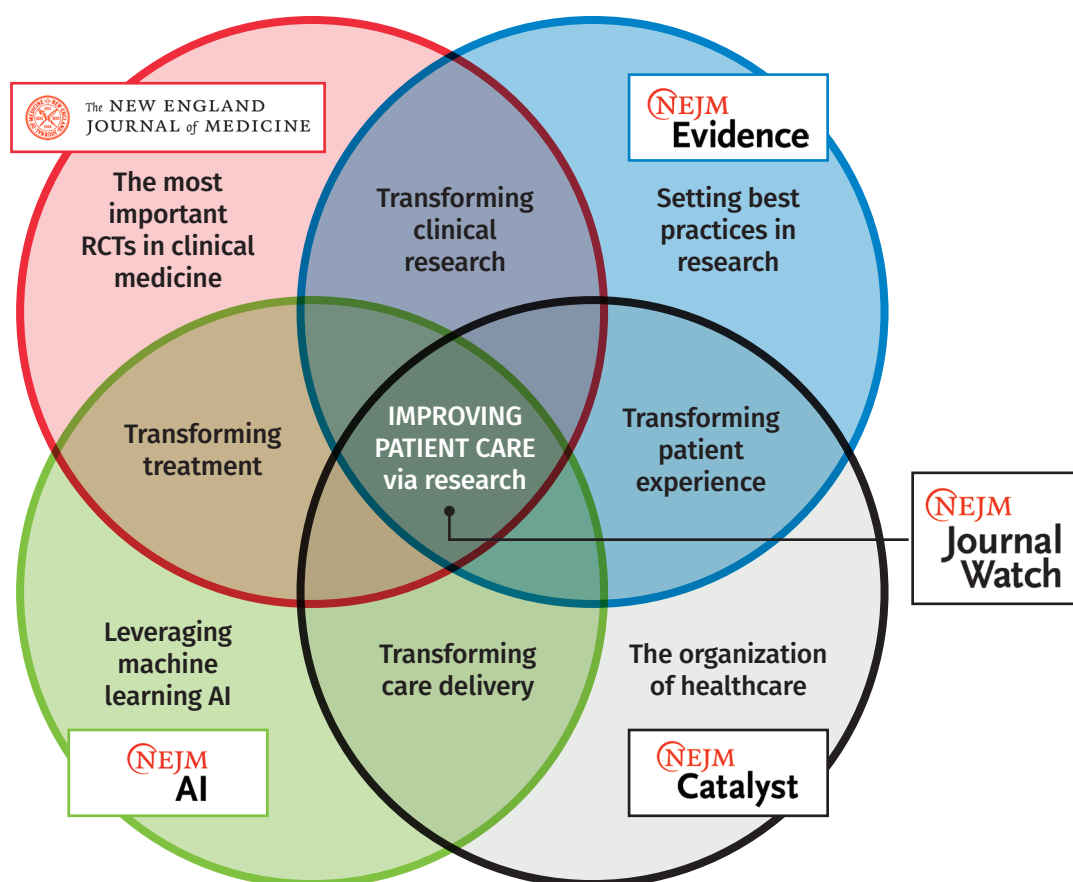 The NEW ENGLAND
JOURNAL of MEDICINE
The most
important
RCTs in clinical
medicine
Transforming
clinical
research
NEJM
Evidence
Setting best
practices in
research
Transforming
treatment
IMPROVING
PATIENT CARE
via research
Transforming
patient
experience
NEJM
Journal
Watch
Leveraging
machine
learning AI
NEJM
AI
Transforming
care delivery
The organization
of healthcare
NEJM
Catalyst